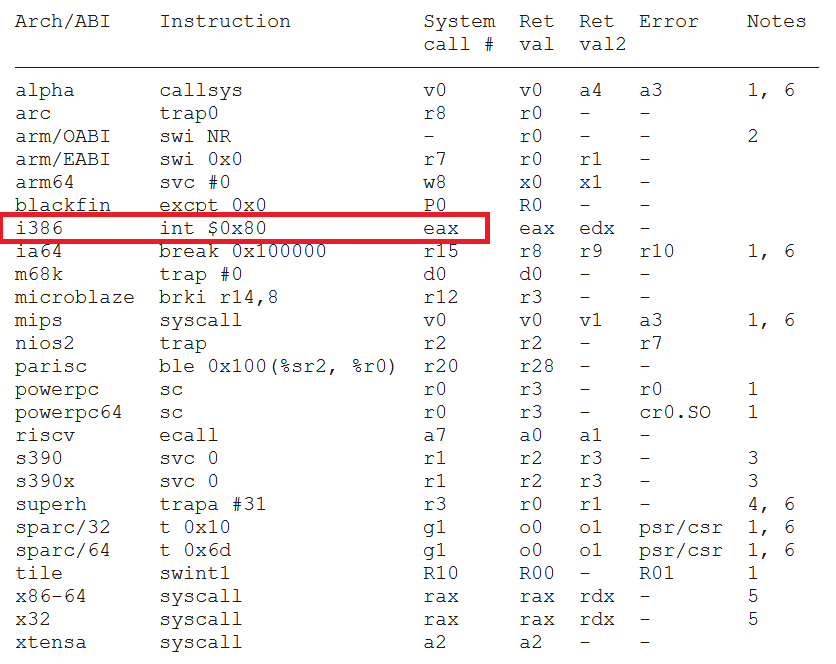 Arch/ABI Instruction System Ret Ret Error Notes
call # val val2
alpha callsys v0 v0 a4 a3 1, 6
arc trap0 r8 r0 - -
arm/OABI swi NR - r0 - - 2
arm/EABI swi 0x0 r7 r0 r1 -
arm64 svc #0 w8 x0 x1 -
blackfin excpt 0x0 P0 R0 - -
i386 int $0x80 eax eax edx -
ia64 break 0x100000 r15 r8 r9 r10 1, 6
m68k trap #0 d0 d0 - -
microblaze brki r14,8 r12 r3 - -
mips syscall v0 v0 v1 a3 1, 6
nios2 trap r2 r2 - r7
parisc ble 0x100(%sr2, %r0) r20 r28 - -
powerpc sc r0 r3 - r0 1
powerpc64 sc r0 r3 - cr0.SO 1
riscv ecall a7 a0 a1 -
s390 svc 0 r1 r2 r3 - 3
s390x svc 0 r1 r2 r3 - 3
superh trapa #31 r3 r0 r1 - 4, 6
sparc/32 t 0x10 g1 o0 o1 psr/csr 1, 6
sparc/64 t 0x6d g1 o0 o1 psr/csr 1, 6
tile swint1 R10 R00 - R01 1
x86-64 syscall rax rax rdx - 5
x32 syscall rax rax rdx - 5
xtensa syscall a2 a2 - -